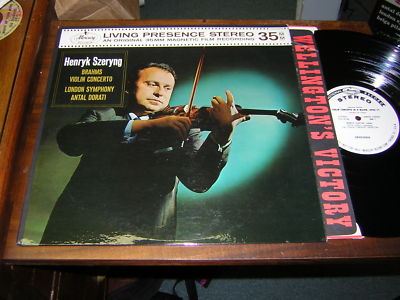 Mercury
LIVING PRESENCE STEREO 35MM
AN ORIGINAL 35MM MAGNETIC FILM RECORDING
Henryk Szeryng
BRAHMS
VIOLIN CONCERTO
LONDON SYMPHONY
ANTAL DORATI
WELLINGTON'S VICTORY
MERCURY
STEREO